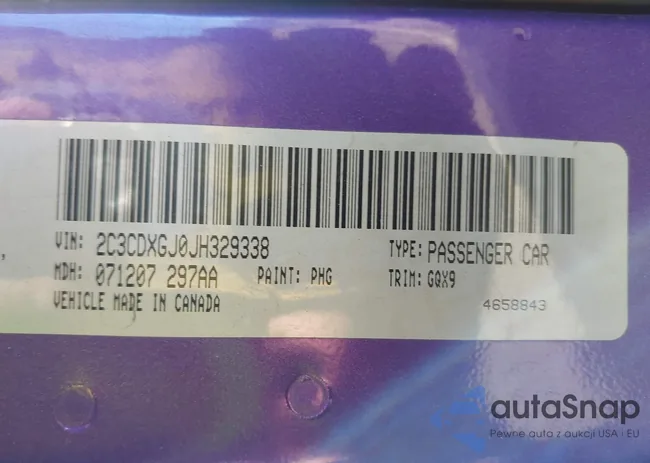 VIN: 2C3CDXGJ0JH329338 TYPE: PASSENGER CAR
MDH: 071207 297AA PAINT: PHG TRIM: GQX9
VEHICLE MADE IN CANADA 4658843
autaSnap
Pewne auta z aukcji USA i EU